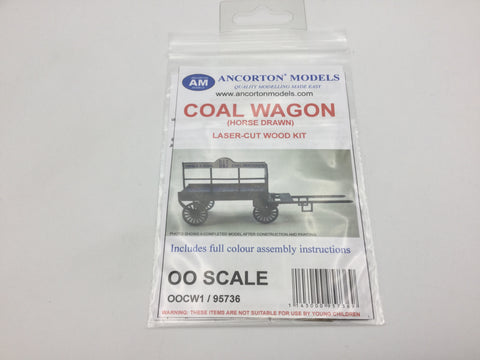 AM
ANCORTON MODELS
QUALITY MODELLING MADE EASY
www.ancortonmodels.com
COAL WAGON
(HORSE DRAWN)
LASER-CUT WOOD KIT
PHOTO SHOWS A COMPLETED MODEL AFTER CONSTRUCTION AND PAINTING
Includes full colour assembly instructions
OO SCALE
OOCW1 / 95736
WARNING: THESE ITEMS ARE NOT SUITABLE FOR USE BY YOUNG CHILDREN